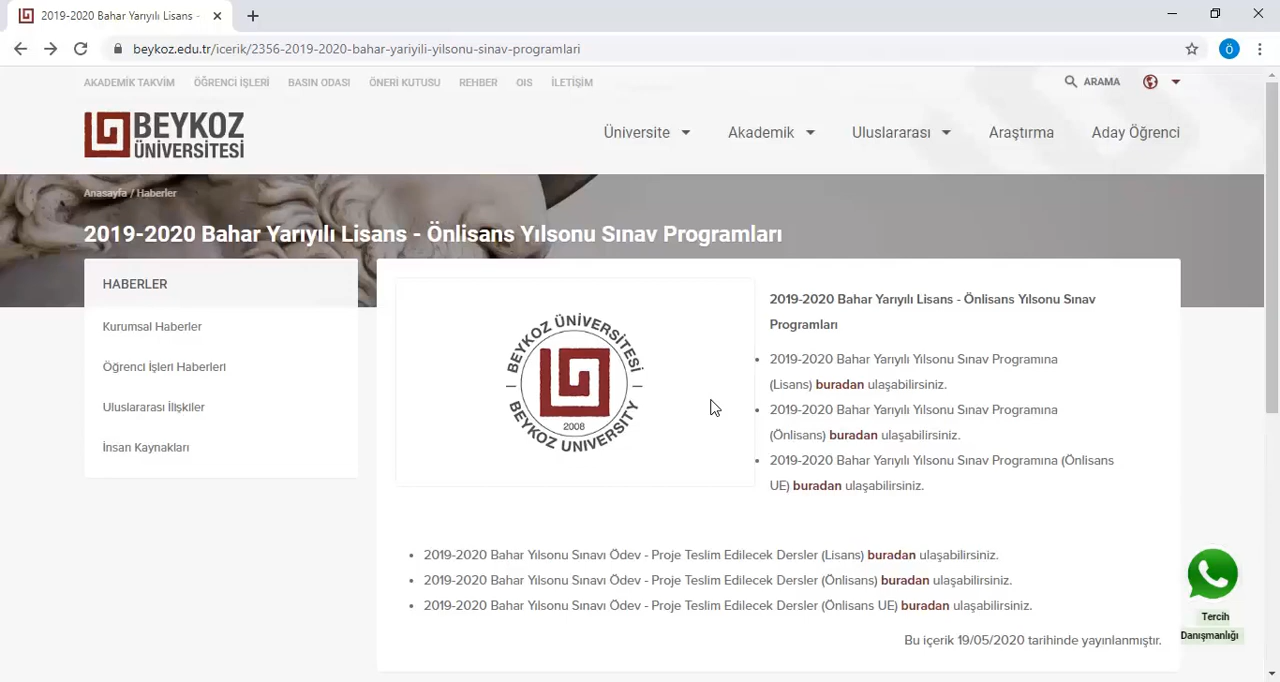 2019-2020 Bahar Yarıyılı Lisans -
beykoz.edu.tr/icerik/2356-2019-2020-bahar-yariyili-yilsonu-sinav-programlari
Ö
AKADEMİK TAKVİM ÖĞRENCİ İŞLERİ BASIN ODASI ÖNERİ KUTUSU REHBER OIS İLETİŞİM
ARAMA
BEYKOZ
ÜNİVERSİTESİ
Üniversite Akademik Uluslararası Araştırma Aday Öğrenci
Anasayfa / Haberler
2019-2020 Bahar Yarıyılı Lisans - Önlisans Yılsonu Sınav Programları
HABERLER
Kurumsal Haberler
Öğrenci İşleri Haberleri
Uluslararası İlişkiler
İnsan Kaynakları
BEYKOZ ÜNİVERSİTESİ
2008
BEYKOZ UNIVERSITY
2019-2020 Bahar Yarıyılı Lisans - Önlisans Yılsonu Sınav
Programları
• 2019-2020 Bahar Yarıyılı Yılsonu Sınav Programına
(Lisans) buradan ulaşabilirsiniz.
• 2019-2020 Bahar Yarıyılı Yılsonu Sınav Programına
(Önlisans) buradan ulaşabilirsiniz.
• 2019-2020 Bahar Yarıyılı Yılsonu Sınav Programına (Önlisans
UE) buradan ulaşabilirsiniz.
• 2019-2020 Bahar Yılsonu Sınavı Ödev - Proje Teslim Edilecek Dersler (Lisans) buradan ulaşabilirsiniz.
• 2019-2020 Bahar Yılsonu Sınavı Ödev - Proje Teslim Edilecek Dersler (Önlisans) buradan ulaşabilirsiniz.
• 2019-2020 Bahar Yılsonu Sınavı Ödev - Proje Teslim Edilecek Dersler (Önlisans UE) buradan ulaşabilirsiniz.
Bu içerik 19/05/2020 tarihinde yayınlanmıştır.
Tercih
Danışmanlığı